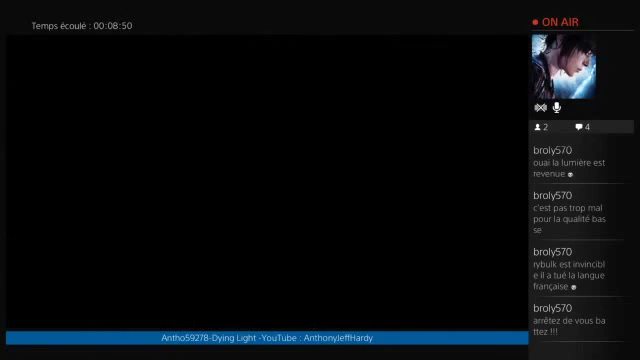 Temps écoulé : 00:08:50
ON AIR
2 4
broly570
ouai la lumière est
revenue
broly570
c'est pas trop mal
pour la qualité bas
se
broly570
rybulk est invincibl
e il a tué la langue
française
broly570
arrêtez de vous ba
ttez !!!
Antho59278-Dying Light -YouTube : AnthonyJeffHardy